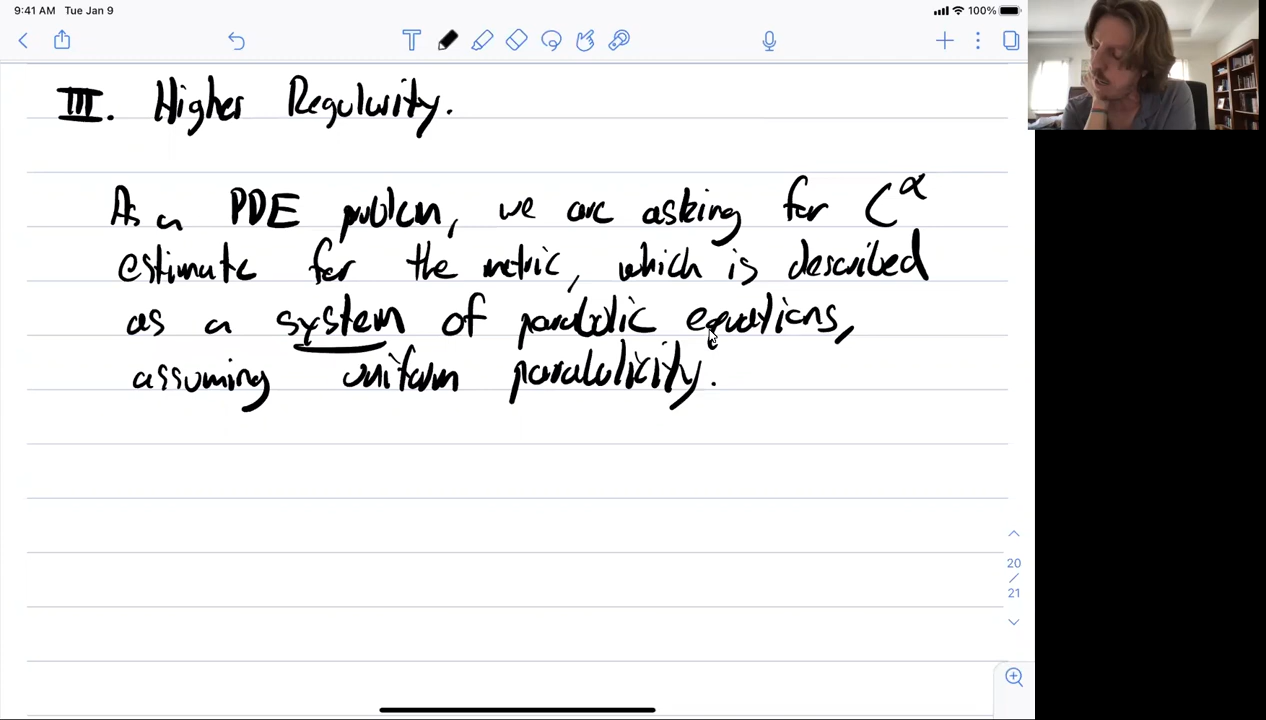 9:41 AM Tue Jan 9
100%
III. Higher Regularity.
As a PDE problem, we are asking for C^α
estimate for the metric, which is described
as a system of parabolic equations,
assuming uniform parabolicity.
20
/
21